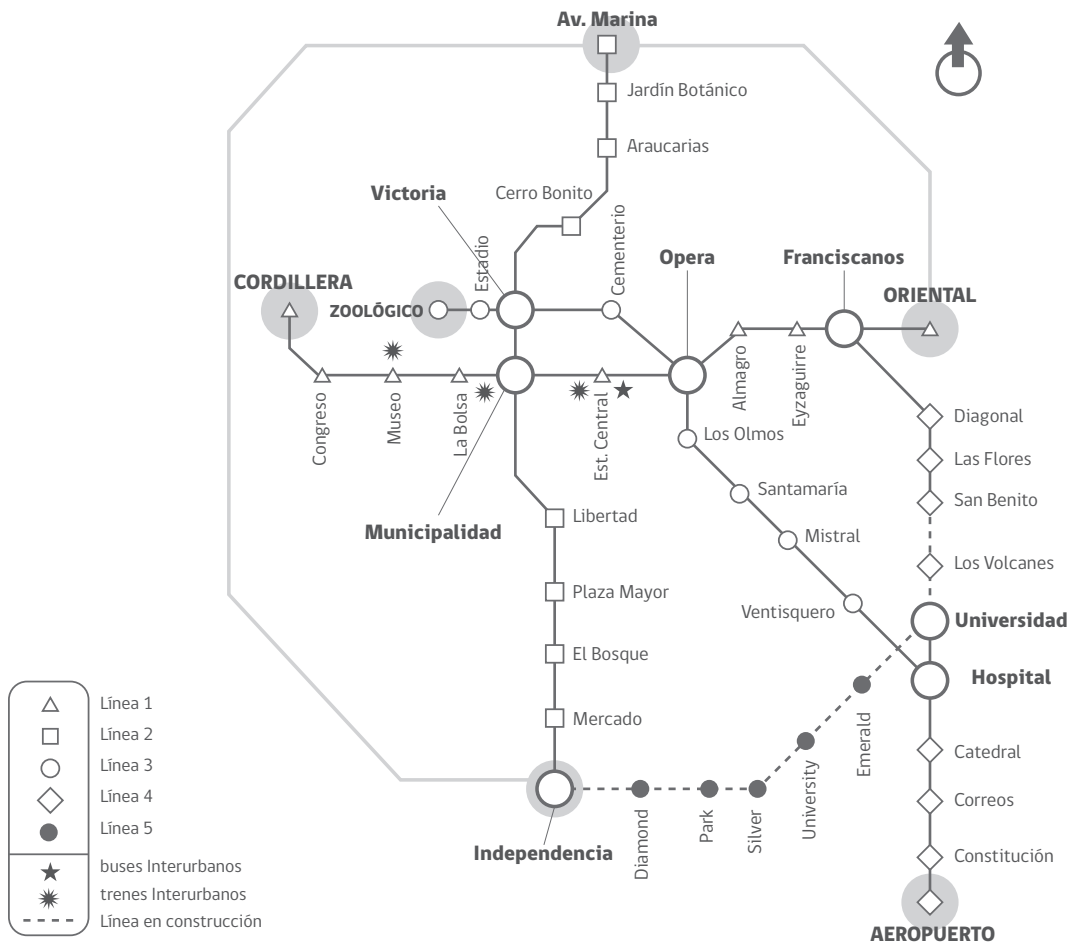 Av. Marina
Jardín Botánico
Araucarias
Victoria
Cerro Bonito
Cementerio
Estadio
Opera
Franciscanos
CORDILLERA
ZOOLÓGICO
ORIENTAL
Congreso
Museo
La Bolsa
Est. Central
Almagro
Eyzaguirre
Diagonal
Los Olmos
Las Flores
Santamaría
San Benito
Municipalidad
Libertad
Mistral
Los Volcanes
Plaza Mayor
Ventisquero
Universidad
El Bosque
Hospital
Mercado
Emerald
University
Catedral
Correos
Diamond
Park
Silver
Independencia
Constitución
AEROPUERTO
Línea 1
Línea 2
Línea 3
Línea 4
Línea 5
buses Interurbanos
trenes Interurbanos
Línea en construcción